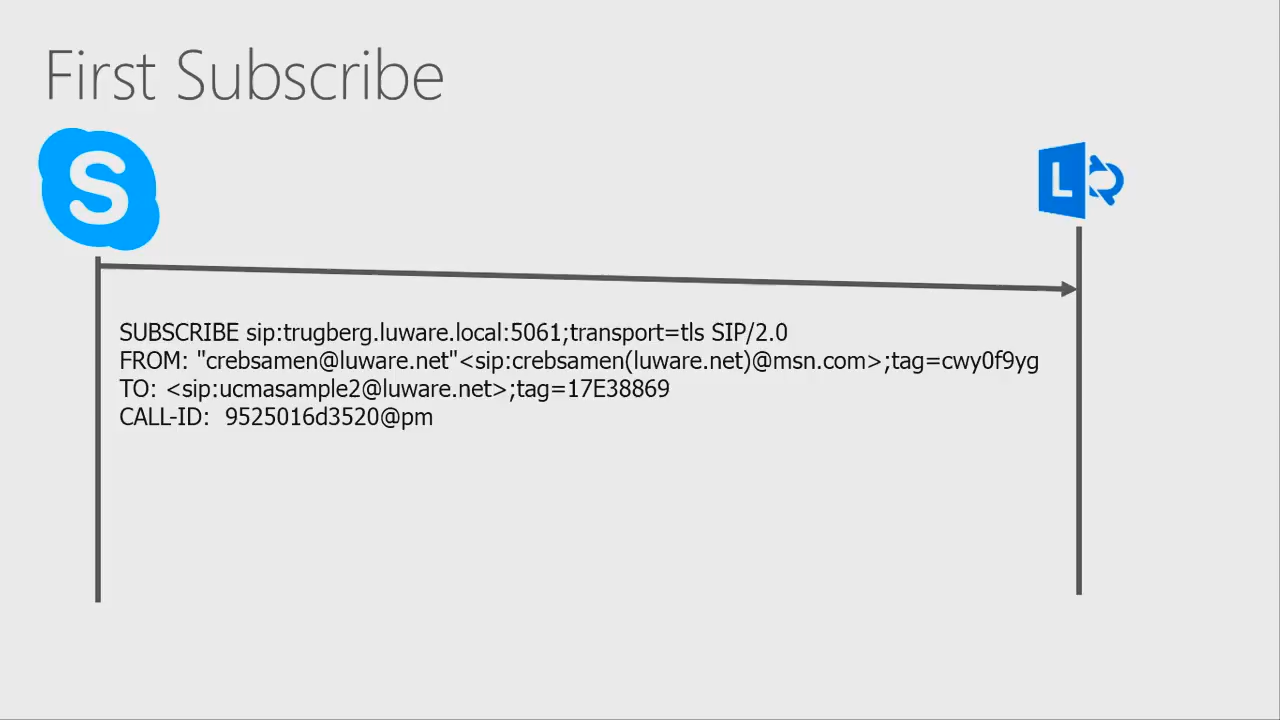 First Subscribe
S
L
SUBSCRIBE sip:trugberg.luware.local:5061;transport=tls SIP/2.0
FROM: "crebsamen@luware.net"<sip:crebsamen(luware.net)@msn.com>;tag=cwy0f9yg
TO: <sip:ucmasample2@luware.net>;tag=17E38869
CALL-ID:  9525016d3520@pm